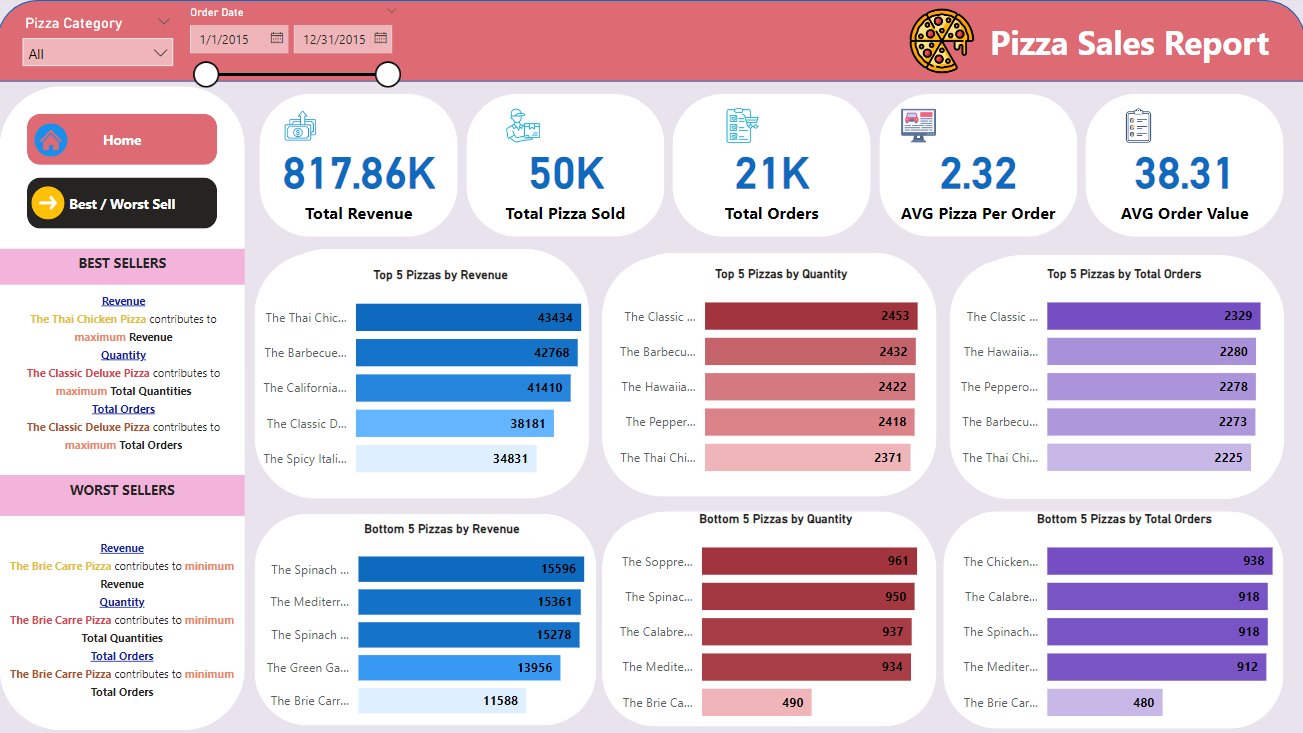 Pizza Category
All
Order Date
1/1/2015
12/31/2015
Pizza Sales Report
Home
Best / Worst Sell
817.86K
Total Revenue
50K
Total Pizza Sold
21K
Total Orders
2.32
AVG Pizza Per Order
38.31
AVG Order Value
BEST SELLERS
Revenue
The Thai Chicken Pizza contributes to
maximum Revenue
Quantity
The Classic Deluxe Pizza contributes to
maximum Total Quantities
Total Orders
The Classic Deluxe Pizza contributes to
maximum Total Orders
WORST SELLERS
Revenue
The Brie Carre Pizza contributes to minimum
Revenue
Quantity
The Brie Carre Pizza contributes to minimum
Total Quantities
Total Orders
The Brie Carre Pizza contributes to minimum
Total Orders
Top 5 Pizzas by Revenue
The Thai Chic... 43434
The Barbecue... 42768
The California... 41410
The Classic D... 38181
The Spicy Itali... 34831
Top 5 Pizzas by Quantity
The Classic ... 2453
The Barbecu... 2432
The Hawaiia... 2422
The Pepper... 2418
The Thai Chi... 2371
Top 5 Pizzas by Total Orders
The Classic ... 2329
The Hawaiia... 2280
The Peppero... 2278
The Barbecu... 2273
The Thai Chi... 2225
Bottom 5 Pizzas by Revenue
The Spinach ... 15596
The Mediterr... 15361
The Spinach ... 15278
The Green Ga... 13956
The Brie Carr... 11588
Bottom 5 Pizzas by Quantity
The Soppre... 961
The Spinac... 950
The Calabre... 937
The Medite... 934
The Brie Ca... 490
Bottom 5 Pizzas by Total Orders
The Chicken... 938
The Calabre... 918
The Spinach... 918
The Mediter... 912
The Brie Car... 480